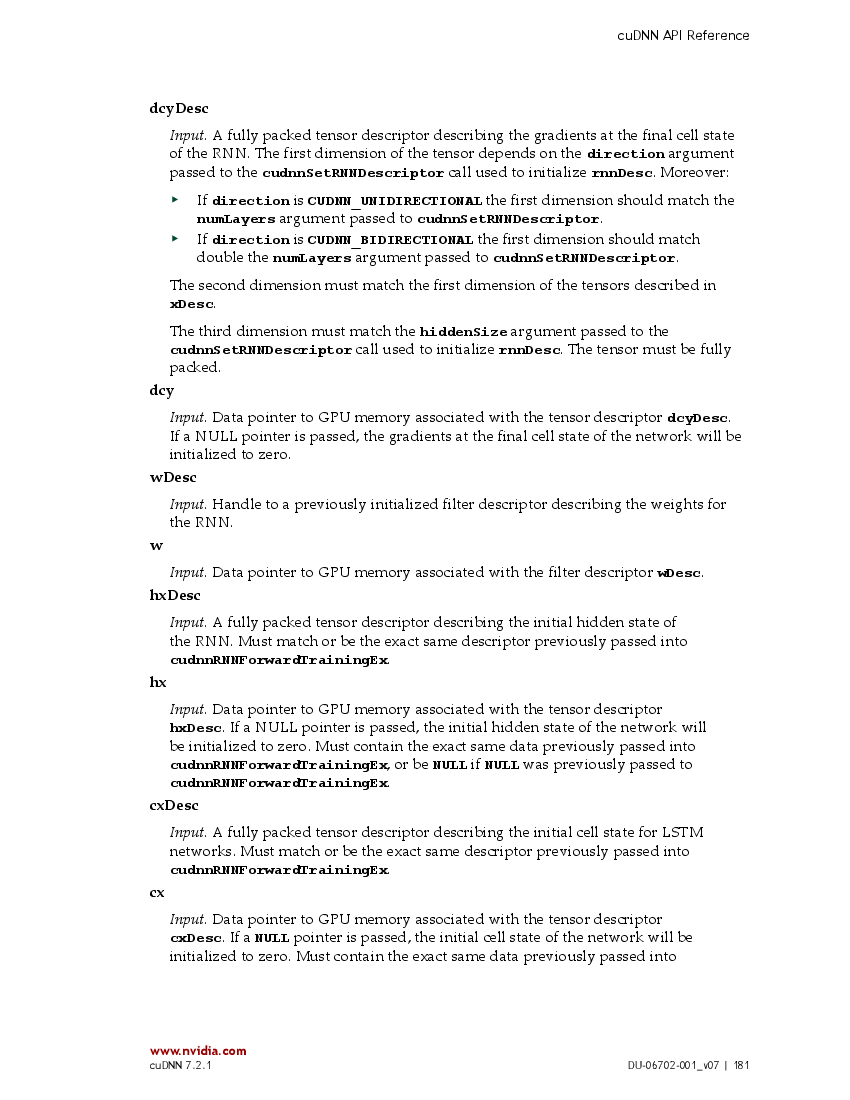 cuDNN API Reference
dcyDesc
Input. A fully packed tensor descriptor describing the gradients at the final cell state
of the RNN. The first dimension of the tensor depends on the direction argument
passed to the cudnnSetRNNDescriptor call used to initialize rnnDesc. Moreover:
‣ If direction is CUDNN_UNIDIRECTIONAL the first dimension should match the
numLayers argument passed to cudnnSetRNNDescriptor.
‣ If direction is CUDNN_BIDIRECTIONAL the first dimension should match
double the numLayers argument passed to cudnnSetRNNDescriptor.
The second dimension must match the first dimension of the tensors described in
xDesc.
The third dimension must match the hiddenSize argument passed to the
cudnnSetRNNDescriptor call used to initialize rnnDesc. The tensor must be fully
packed.
dcy
Input. Data pointer to GPU memory associated with the tensor descriptor dcyDesc.
If a NULL pointer is passed, the gradients at the final cell state of the network will be
initialized to zero.
wDesc
Input. Handle to a previously initialized filter descriptor describing the weights for
the RNN.
w
Input. Data pointer to GPU memory associated with the filter descriptor wDesc.
hxDesc
Input. A fully packed tensor descriptor describing the initial hidden state of
the RNN. Must match or be the exact same descriptor previously passed into
cudnnRNNForwardTrainingEx.
hx
Input. Data pointer to GPU memory associated with the tensor descriptor
hxDesc. If a NULL pointer is passed, the initial hidden state of the network will
be initialized to zero. Must contain the exact same data previously passed into
cudnnRNNForwardTrainingEx, or be NULL if NULL was previously passed to
cudnnRNNForwardTrainingEx.
cxDesc
Input. A fully packed tensor descriptor describing the initial cell state for LSTM
networks. Must match or be the exact same descriptor previously passed into
cudnnRNNForwardTrainingEx.
cx
Input. Data pointer to GPU memory associated with the tensor descriptor
cxDesc. If a NULL pointer is passed, the initial cell state of the network will be
initialized to zero. Must contain the exact same data previously passed into
www.nvidia.com
cuDNN 7.2.1
DU-06702-001_v07 | 181